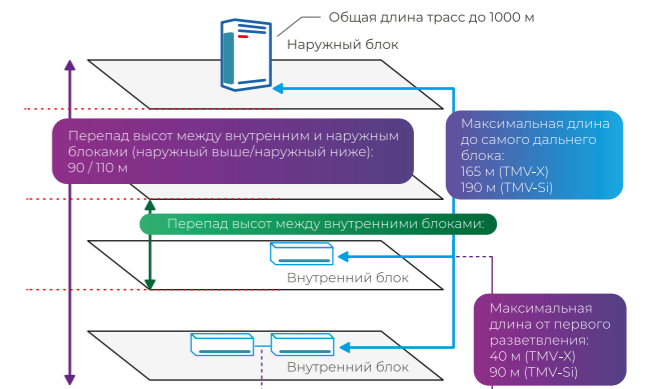 Общая длина трасс до 1000 м
Наружный блок
Перепад высот между внутренним и наружным
блоками (наружный выше/наружный ниже):
90 / 110 м
Максимальная длина
до самого дальнего
блока:
165 м (TMV-X)
190 м (TMV-Si)
Перепад высот между внутренними блоками:
Внутренний блок
Максимальная
длина от первого
разветвления:
40 м (TMV-X)
90 м (TMV-Si)
Внутренний блок